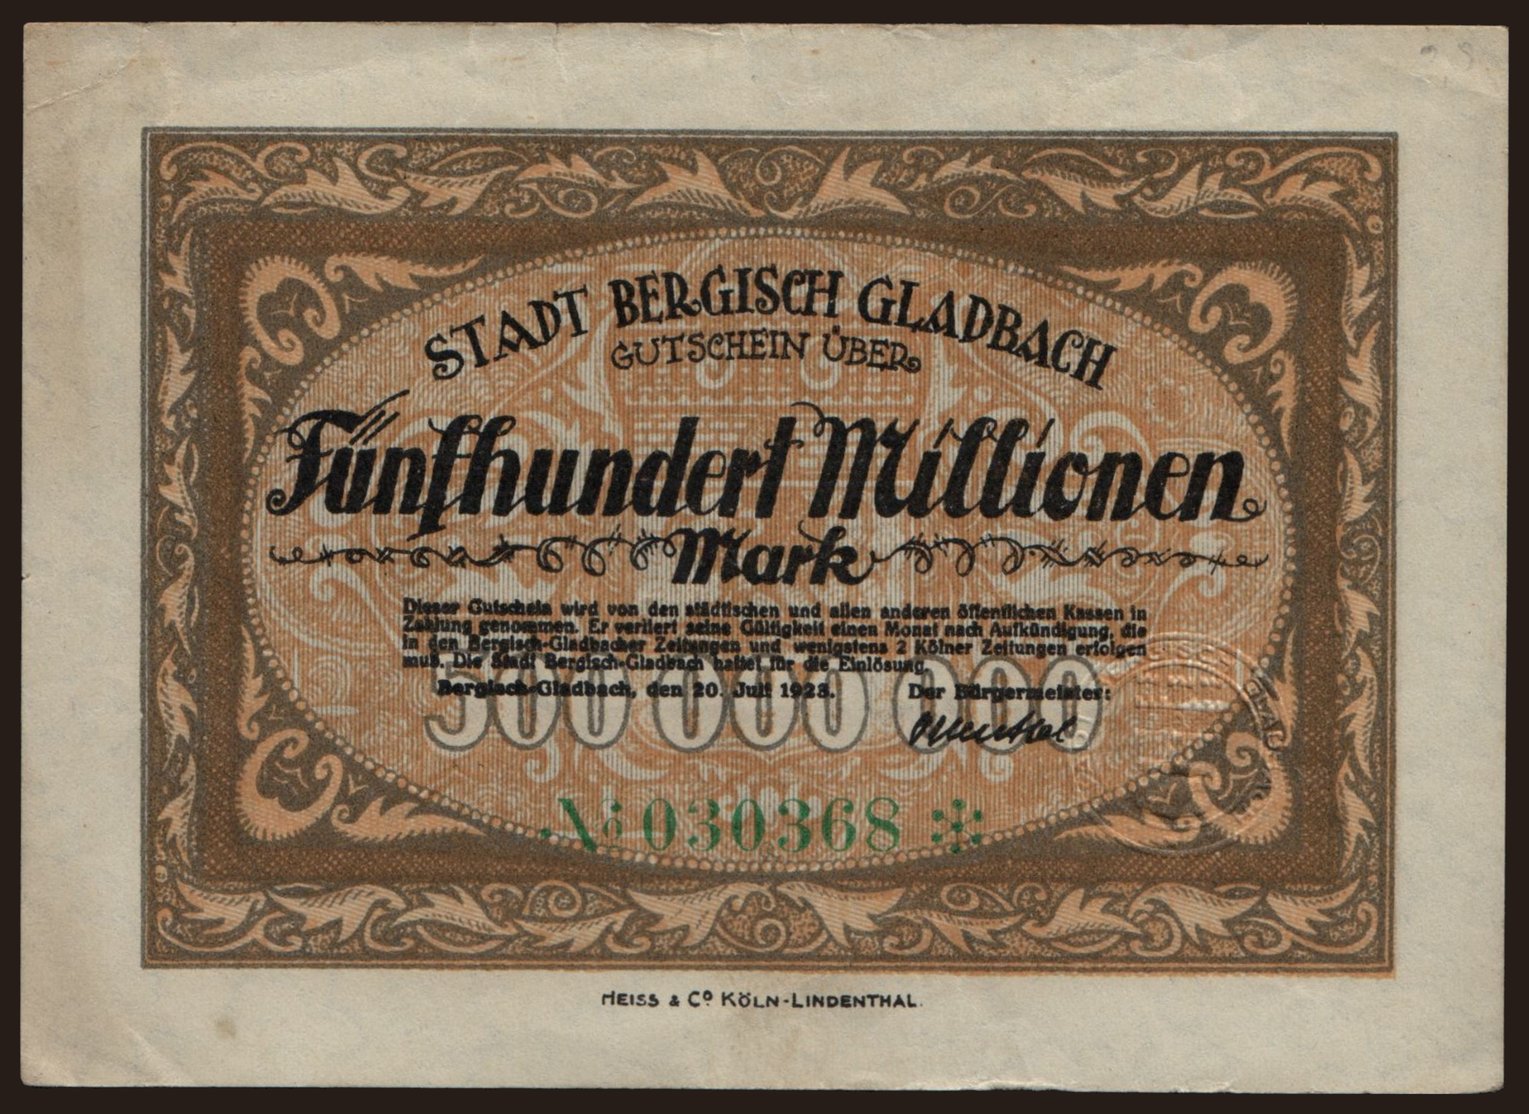 STADT BERGISCH GLADBACH
GUTSCHEIN ÜBER
Fünfhundert Millionen
Mark
Dieser Gutschein wird von den städtischen und allen anderen öffentlichen Kassen in
Zahlung genommen. Er verliert seine Gültigkeit einen Monat nach Aufkündigung, die
in den Bergisch-Gladbacher Zeitungen und wenigstens 2 Kölner Zeitungen erfolgen
muß. Die Stadt Bergisch-Gladbach haftet für die Einlösung.
Bergisch-Gladbach, den 20. Juli 1923. Der Bürgermeister:
500 000 000
No 030368 *
HEISS & Co KÖLN-LINDENTHAL.